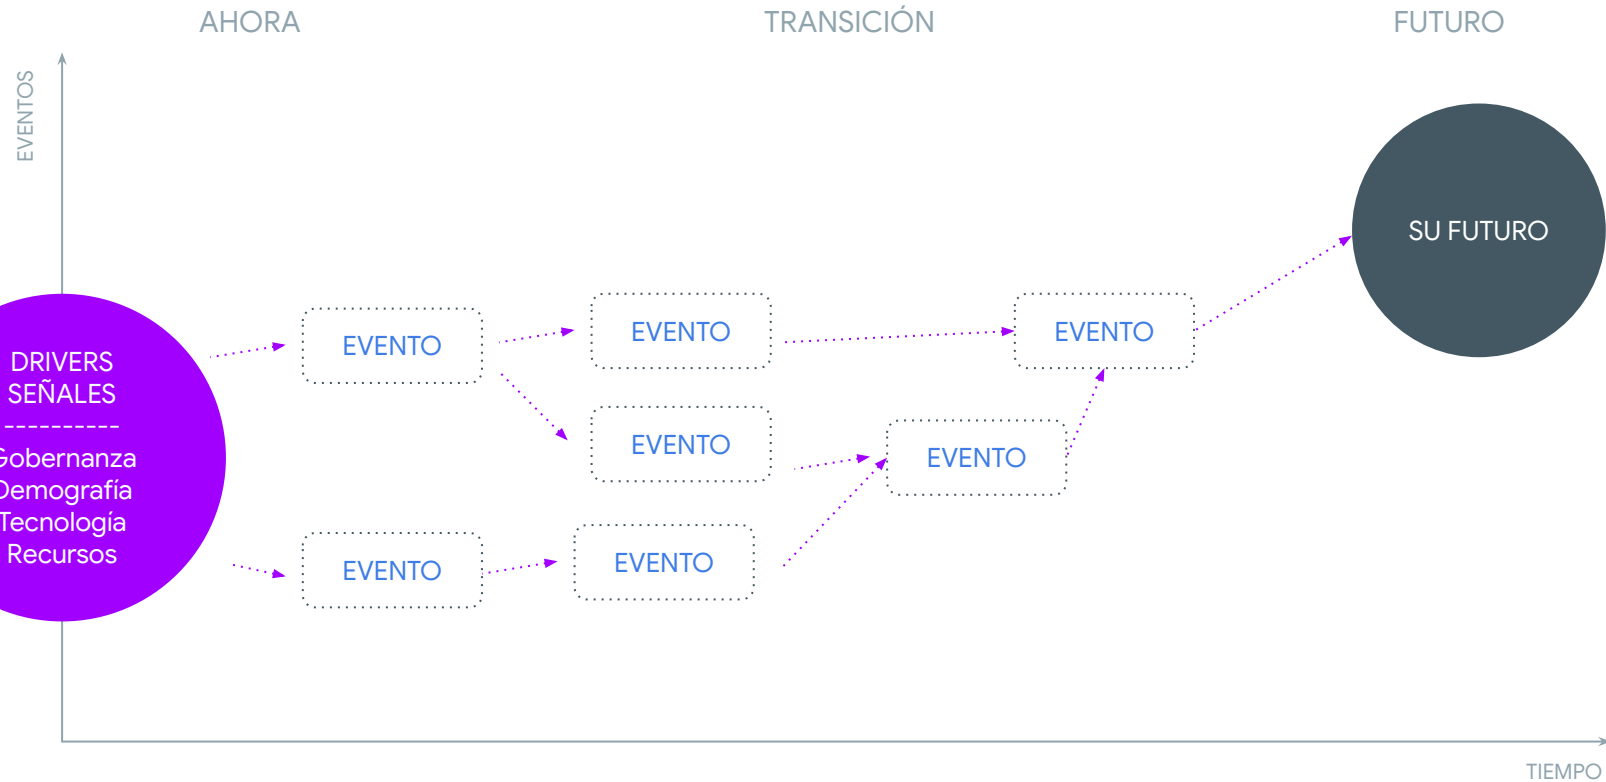 AHORA
TRANSICIÓN
FUTURO
EVENTOS
SU FUTURO
EVENTO
EVENTO
EVENTO
DRIVERS
SEÑALES
----------
Gobernanza
Demografía
Tecnología
Recursos
EVENTO
EVENTO
EVENTO
EVENTO
TIEMPO